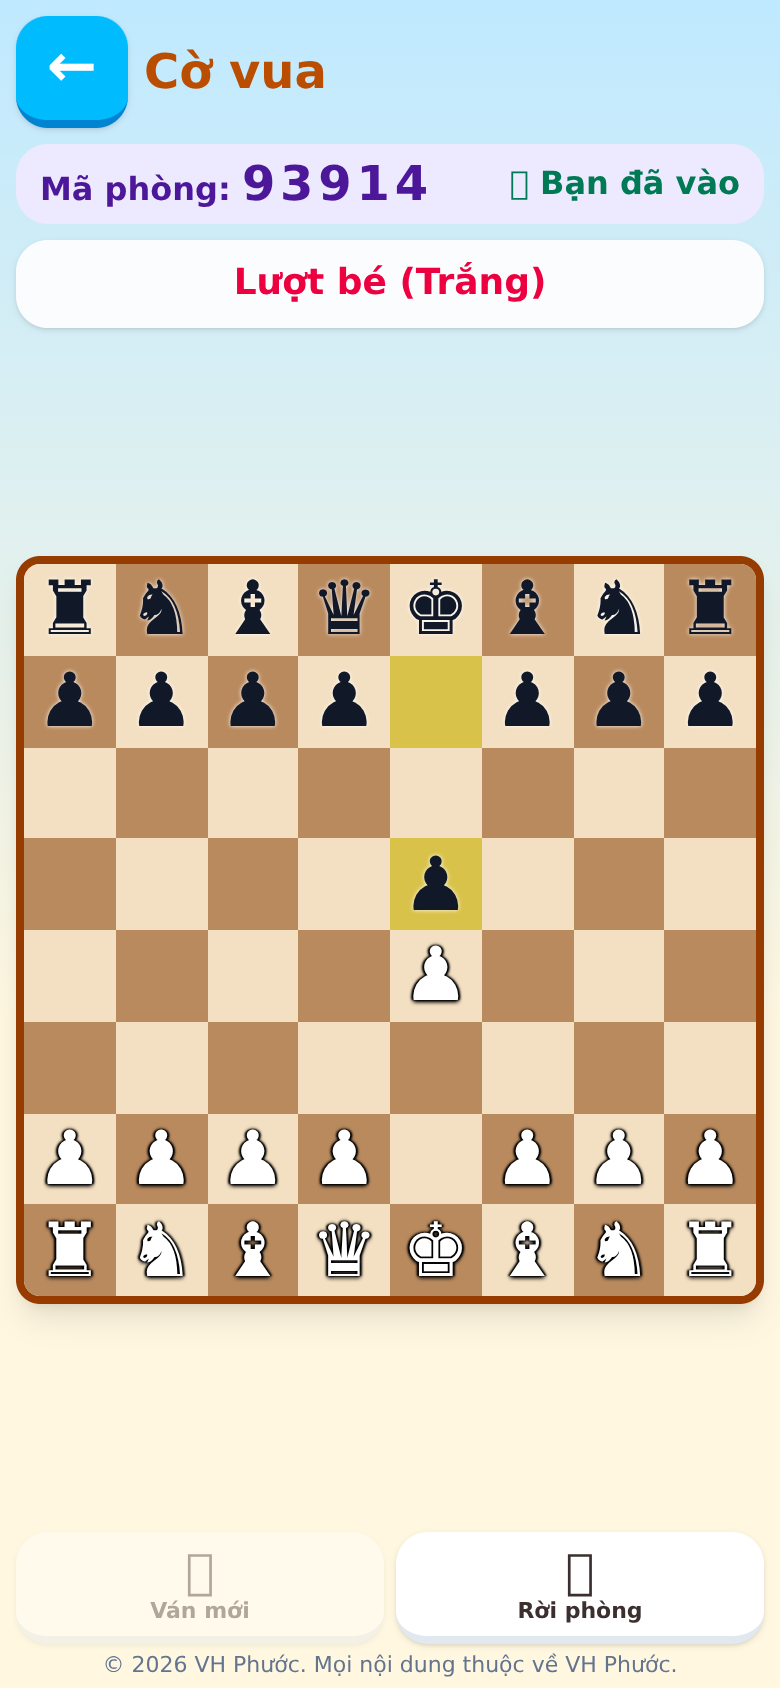 ← Cờ vua
Mã phòng: 93914 Bạn đã vào
Lượt bé (Trắng)
Ván mới
Rời phòng
© 2026 VH Phước. Mọi nội dung thuộc về VH Phước.